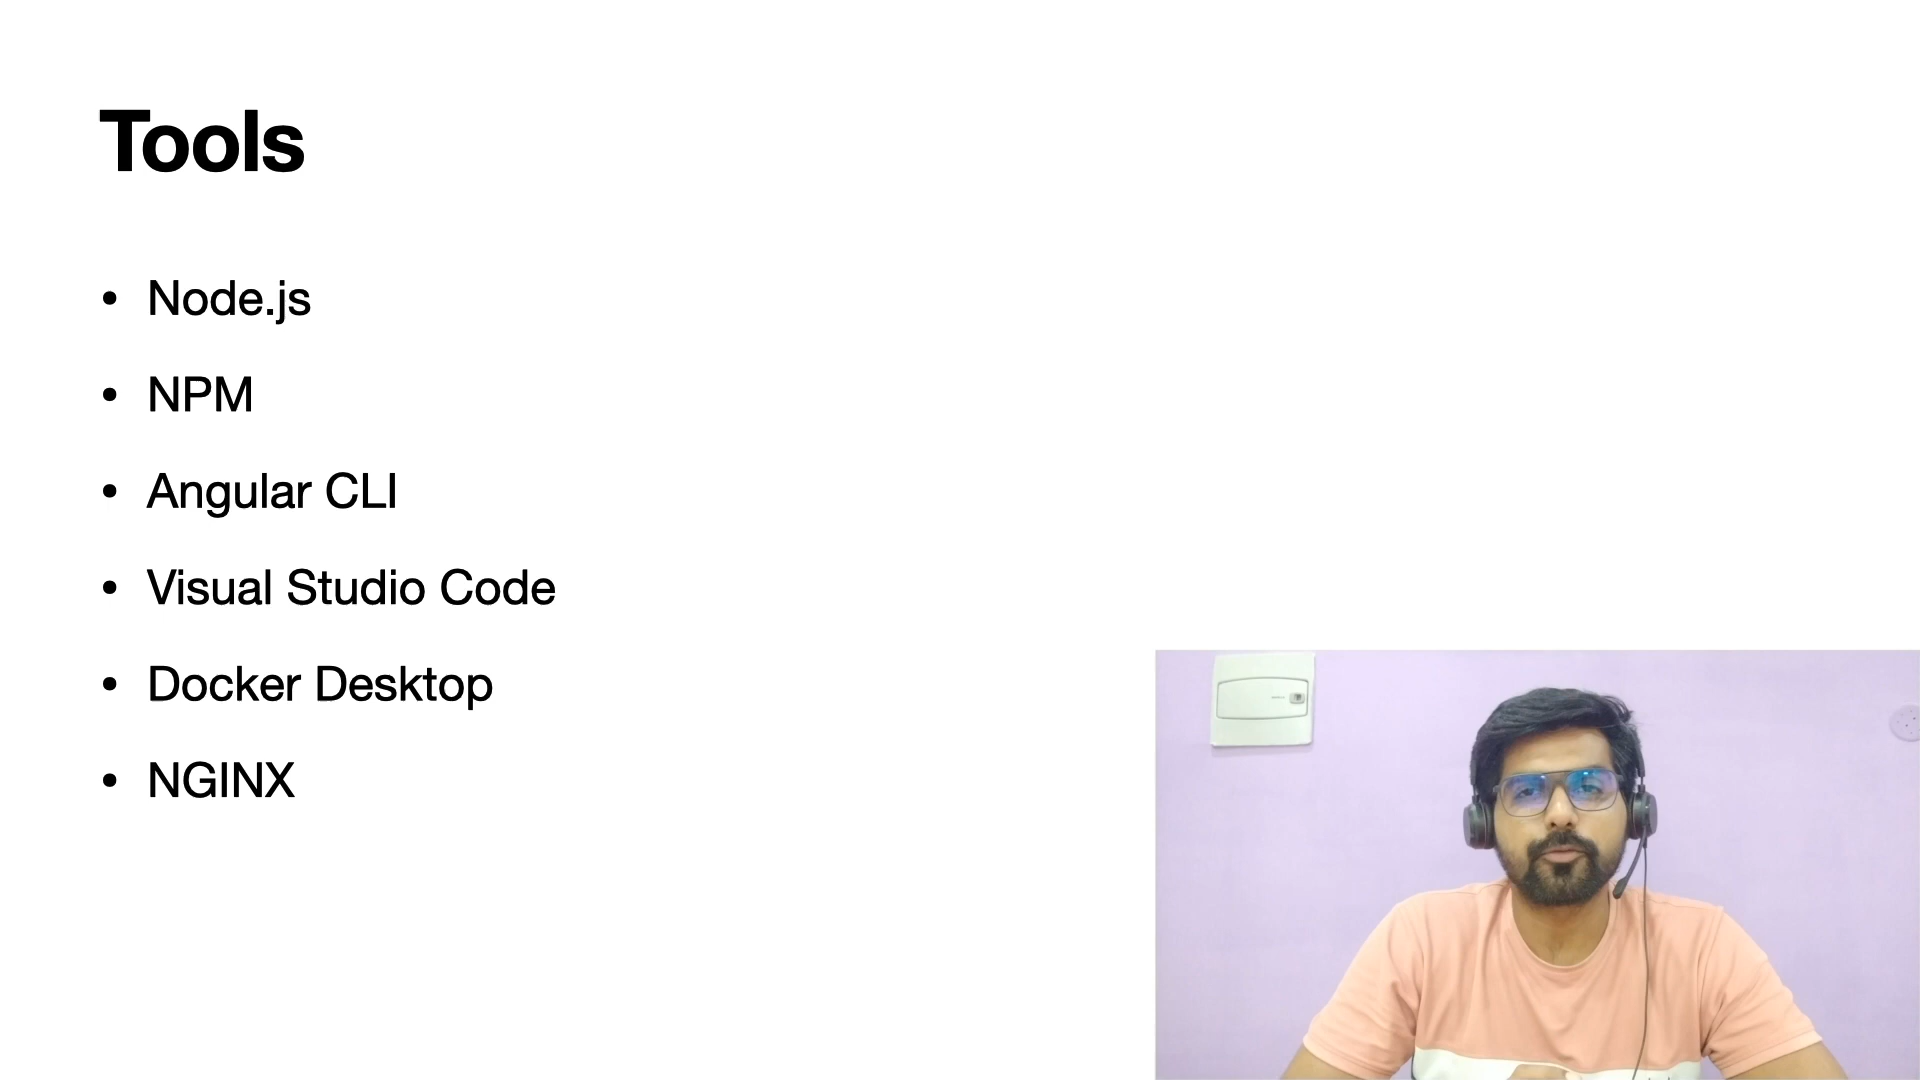 Tools
• Node.js
• NPM
• Angular CLI
• Visual Studio Code
• Docker Desktop
• NGINX